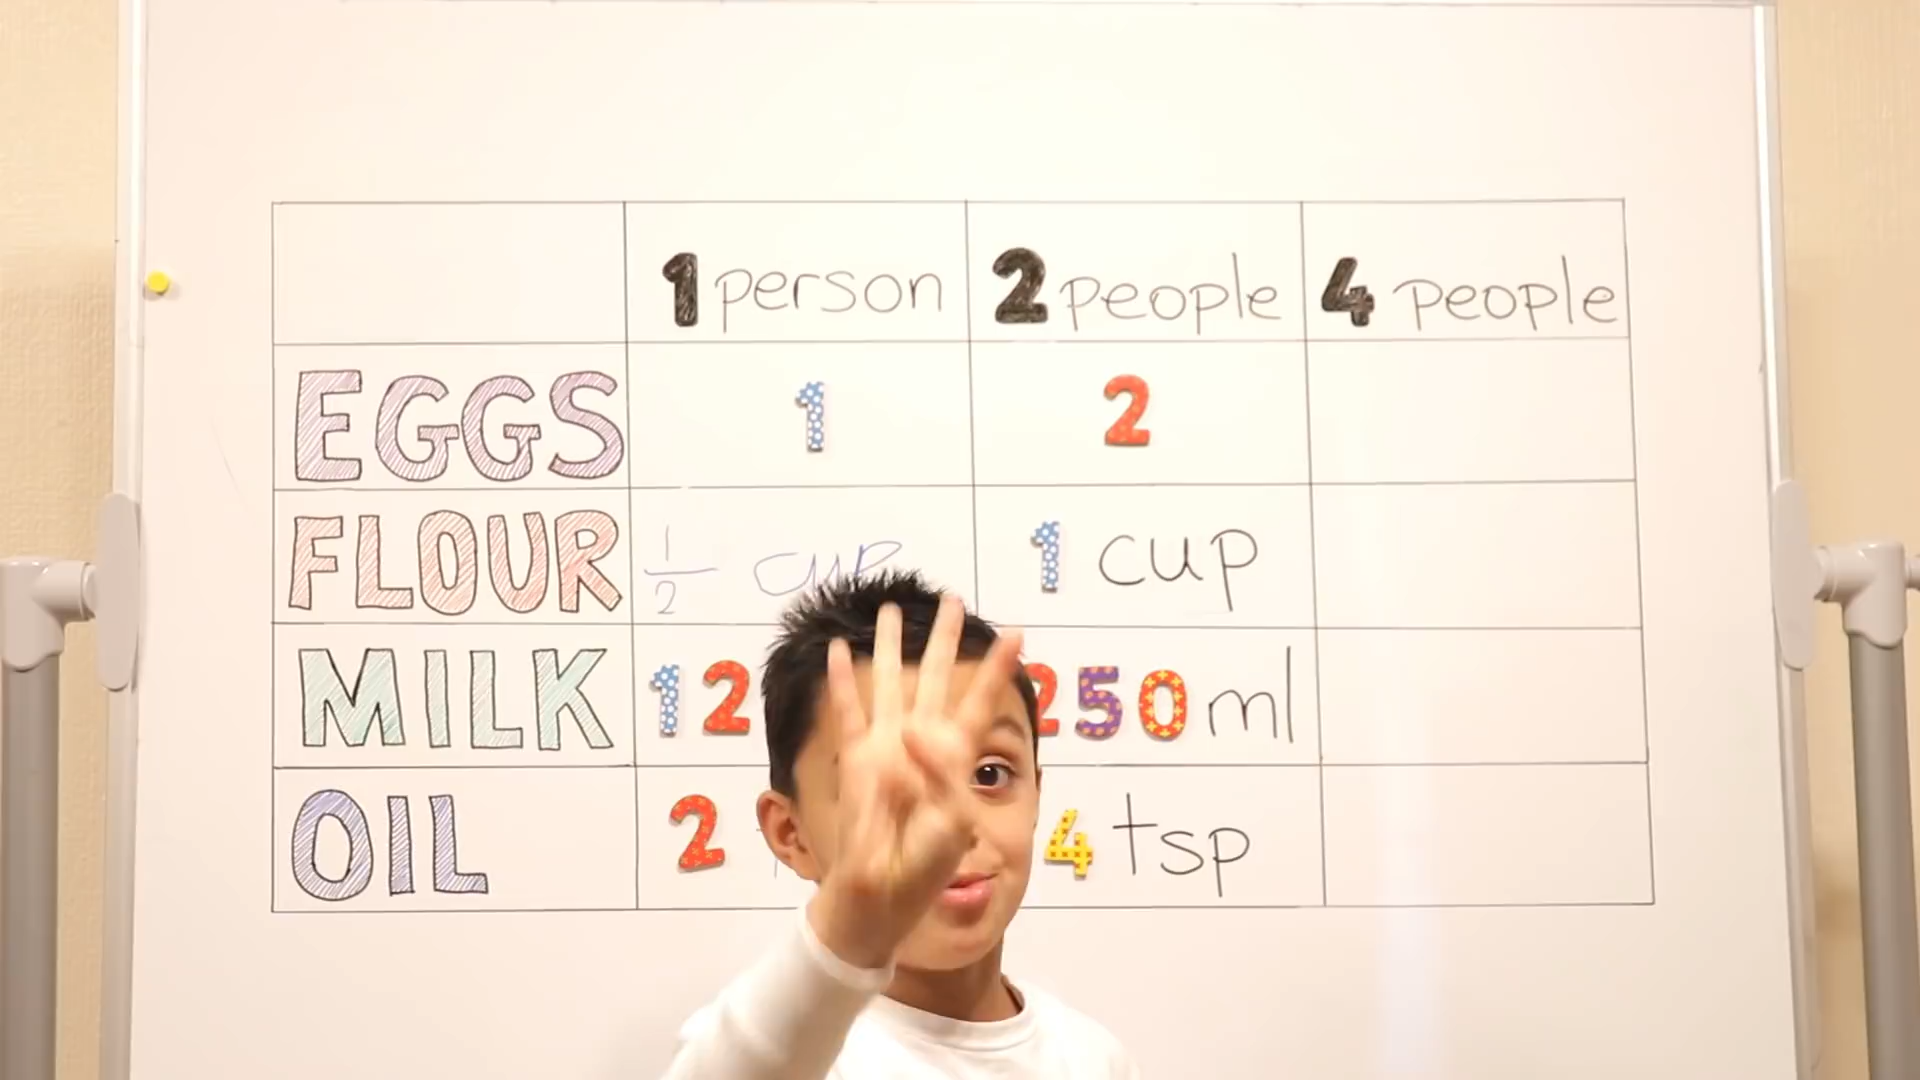 1 person 2 people 4 people
EGGS 1 2
FLOUR 1/2 cup 1 cup
MILK 12 250 ml
OIL 2 4 tsp